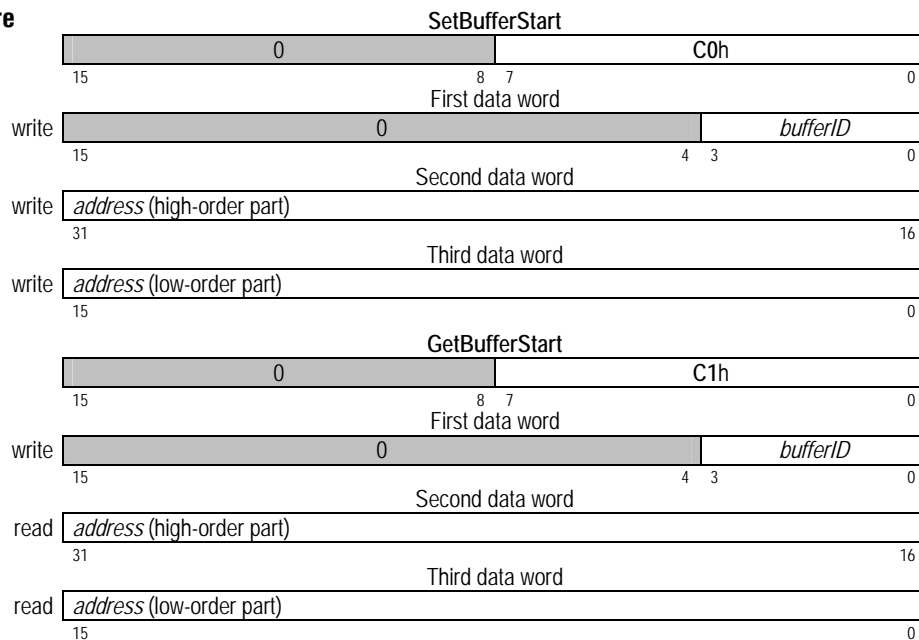 re
SetBufferStart
0 C0h
15 8 7 0
First data word
write 0 bufferID
15 4 3 0
Second data word
write address (high-order part)
31 16
Third data word
write address (low-order part)
15 0
GetBufferStart
0 C1h
15 8 7 0
First data word
write 0 bufferID
15 4 3 0
Second data word
read address (high-order part)
31 16
Third data word
read address (low-order part)
15 0